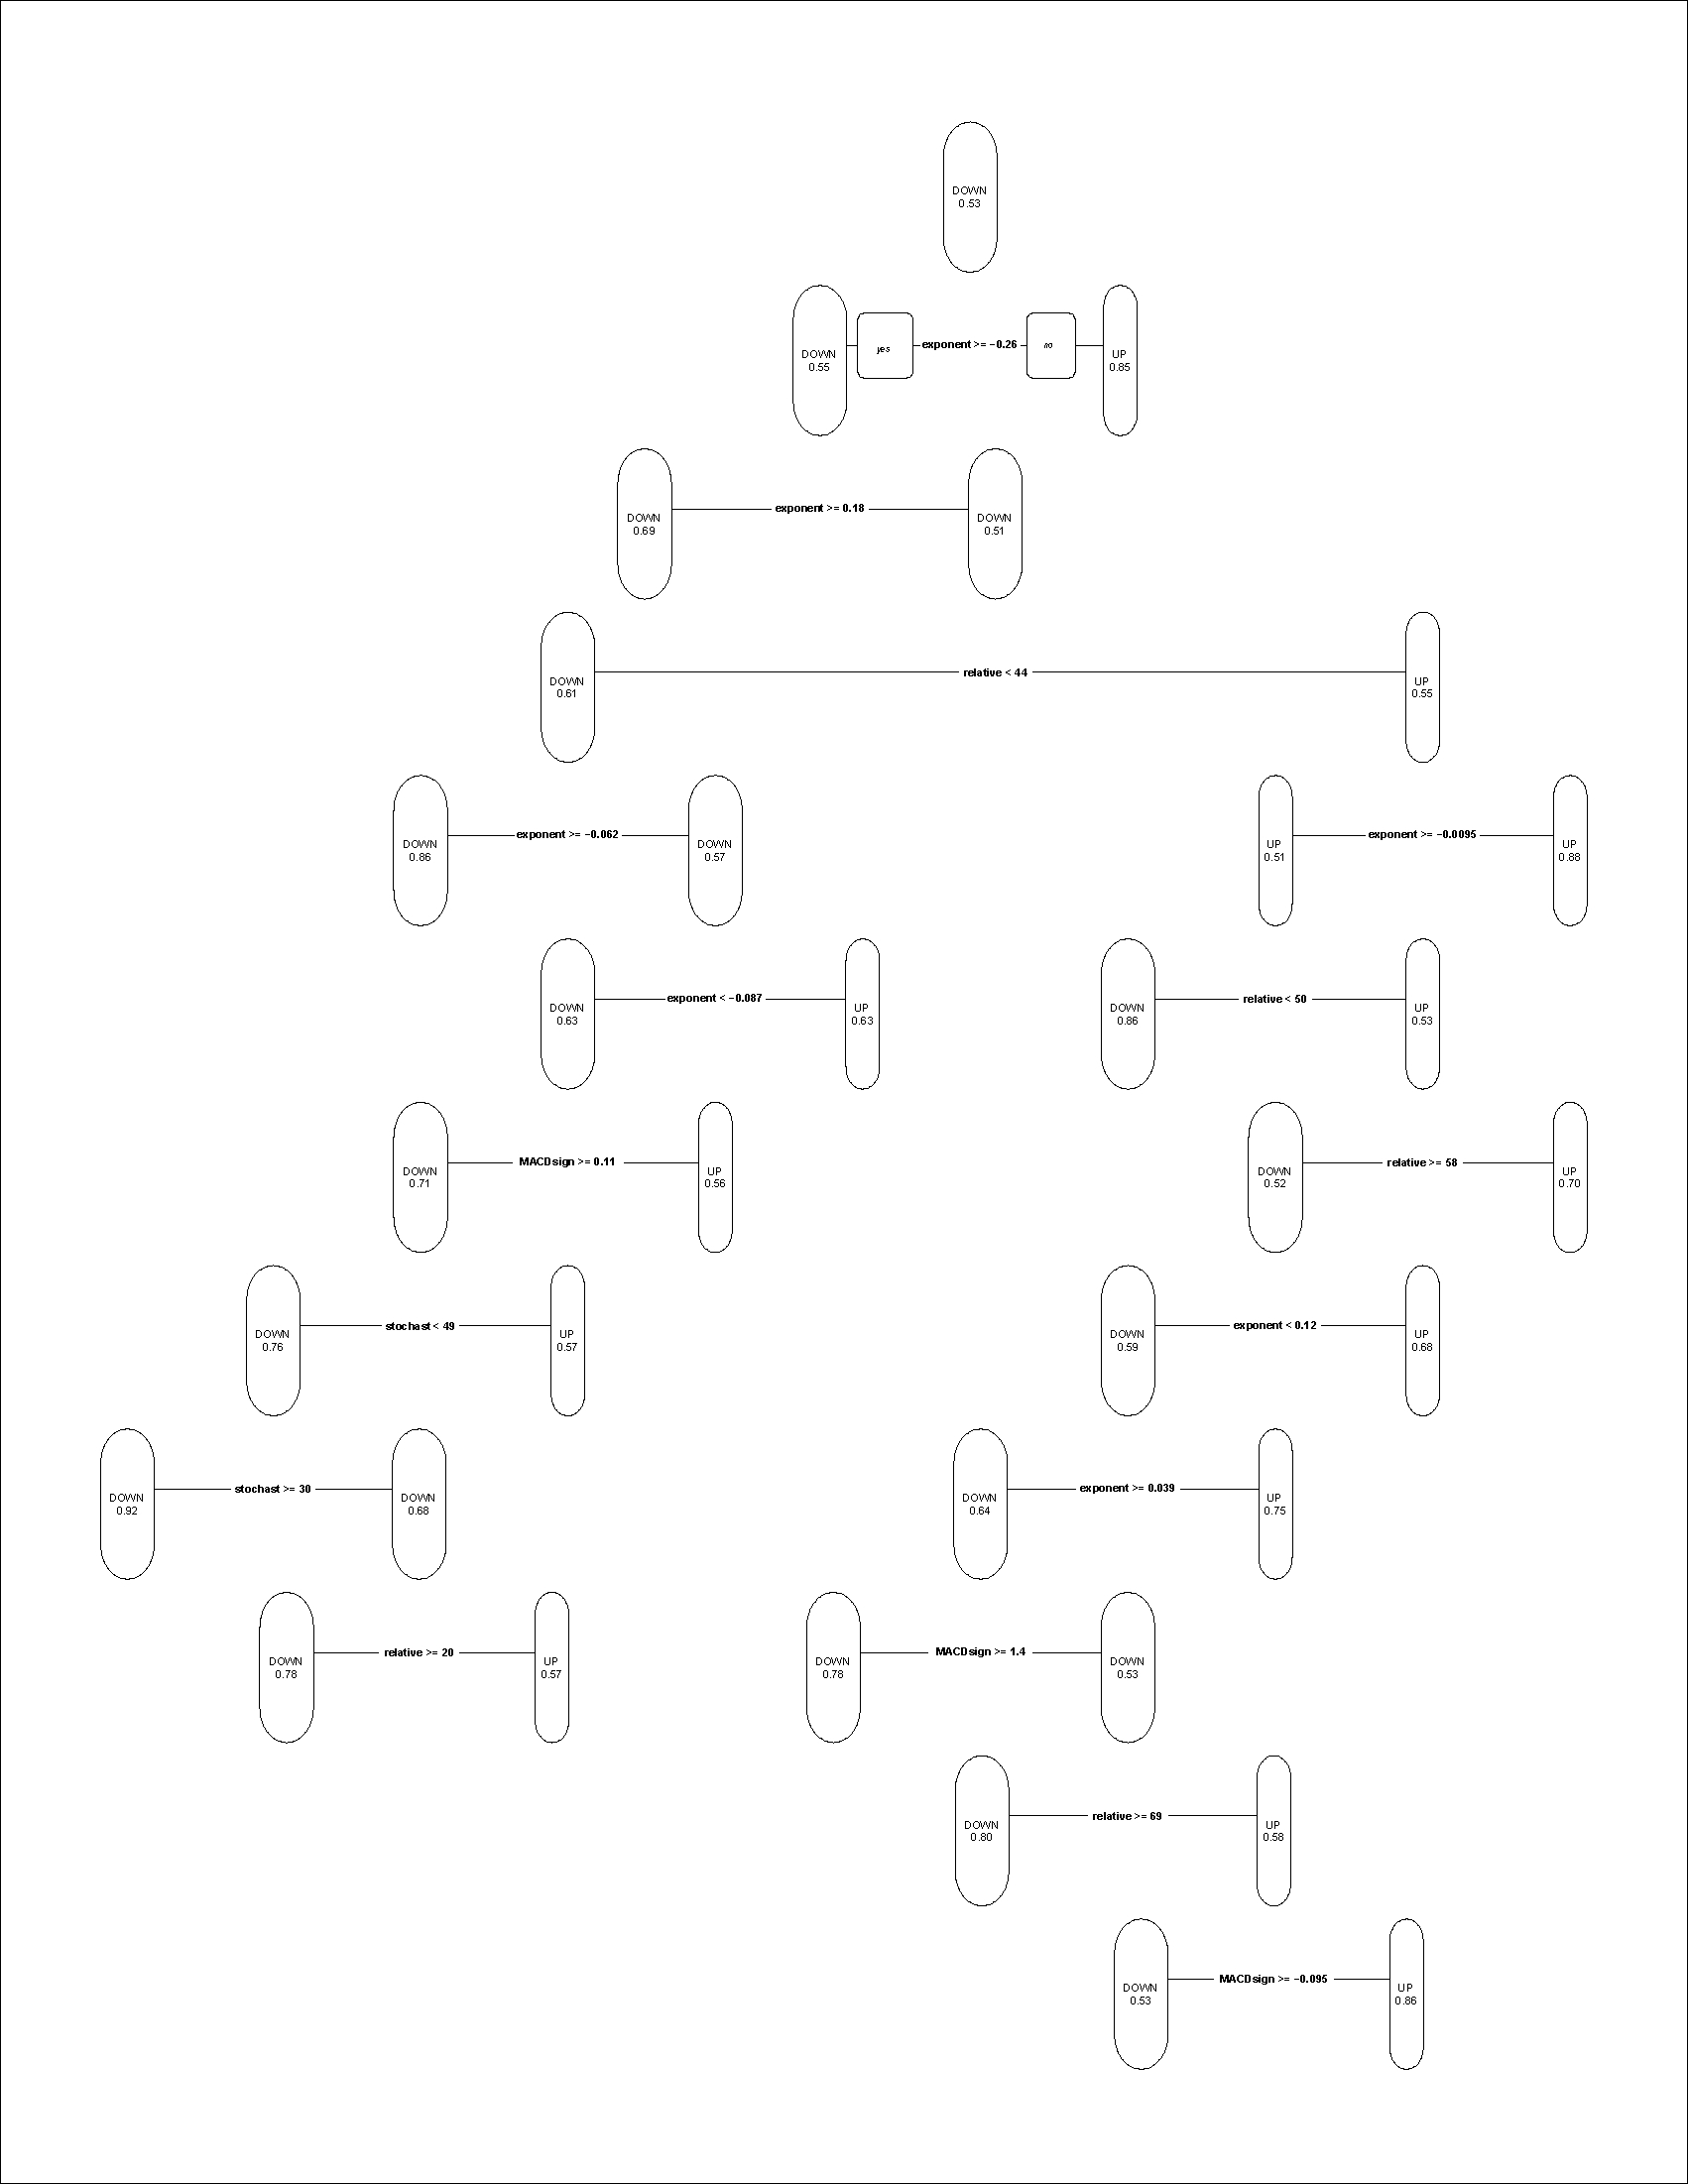 DOWN
0.53
DOWN
0.55
yes
exponent >= −0.26
no
UP
0.85
DOWN
0.69
exponent >= 0.18
DOWN
0.51
DOWN
0.61
relative < 44
UP
0.55
DOWN
0.86
exponent >= −0.062
DOWN
0.57
UP
0.51
exponent >= −0.0095
UP
0.88
DOWN
0.63
exponent < −0.087
UP
0.63
DOWN
0.86
relative < 50
UP
0.53
DOWN
0.71
MACDsign >= 0.11
UP
0.56
DOWN
0.52
relative >= 58
UP
0.70
DOWN
0.76
stochast < 49
UP
0.57
DOWN
0.59
exponent < 0.12
UP
0.68
DOWN
0.92
stochast >= 30
DOWN
0.68
DOWN
0.64
exponent >= 0.039
UP
0.75
DOWN
0.78
relative >= 20
UP
0.57
DOWN
0.78
MACDsign >= 1.4
DOWN
0.53
DOWN
0.80
relative >= 69
UP
0.58
DOWN
0.53
MACDsign >= −0.095
UP
0.86